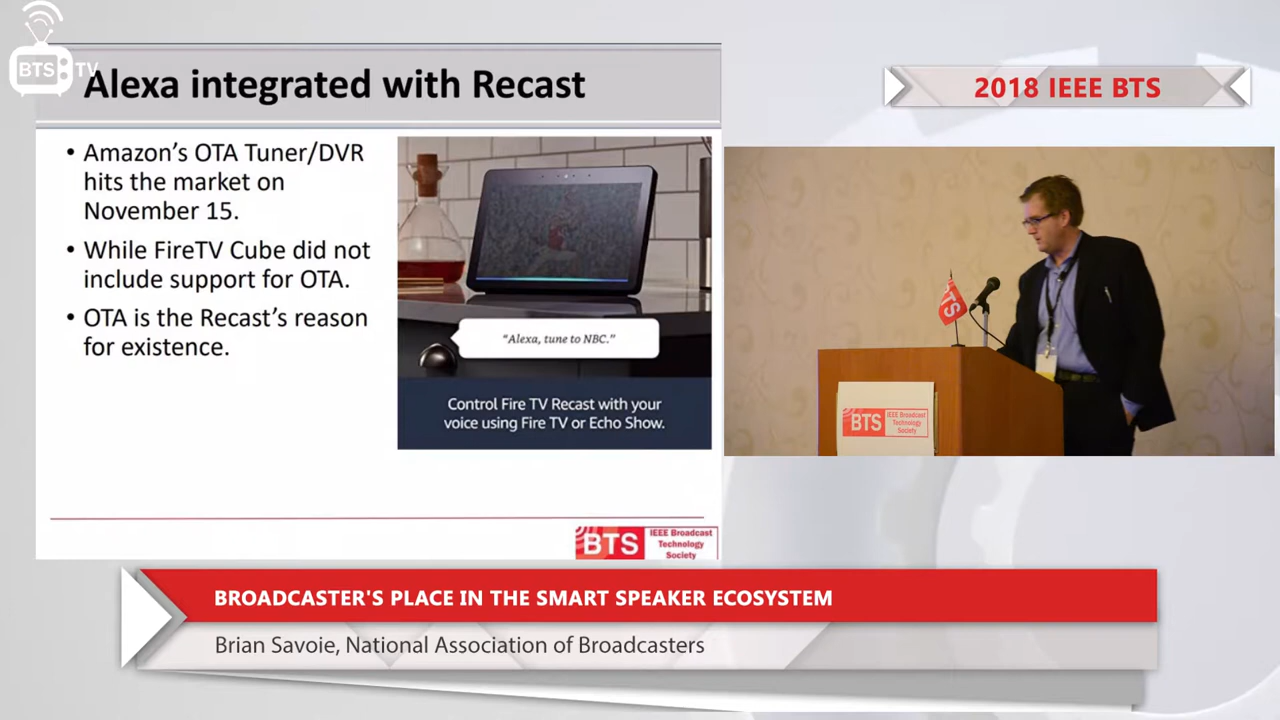 BTS TV
Alexa integrated with Recast
• Amazon's OTA Tuner/DVR
hits the market on
November 15.
• While FireTV Cube did not
include support for OTA.
• OTA is the Recast's reason
for existence.
"Alexa, tune to NBC."
Control Fire TV Recast with your
voice using Fire TV or Echo Show.
BTS
IEEE Broadcast
Technology
Society
2018 IEEE BTS
BTS
BTS
IEEE Broadcast
Technology
Society
BROADCASTER'S PLACE IN THE SMART SPEAKER ECOSYSTEM
Brian Savoie, National Association of Broadcasters